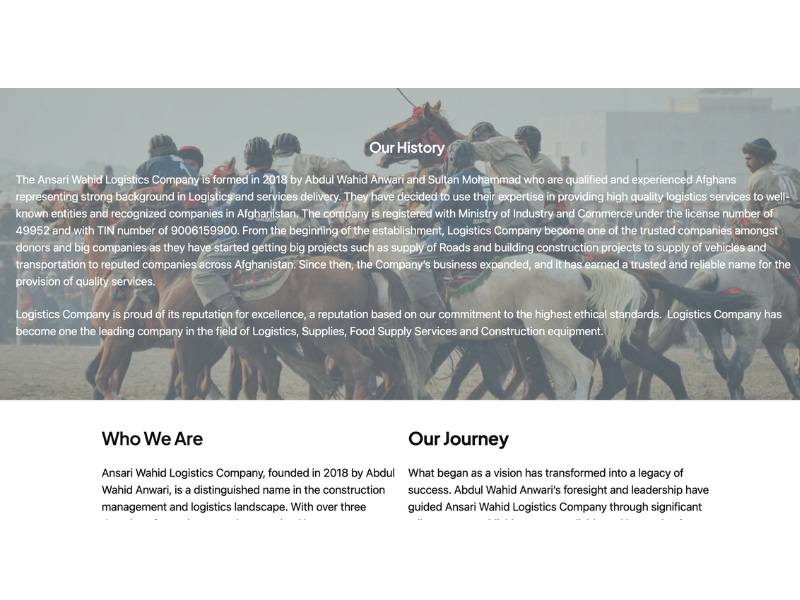 Our History
The Ansari Wahid Logistics Company is formed in 2018 by Abdul Wahid Anwari and Sultan Mohammad who are qualified and experienced Afghans
representing strong background in Logistics and services delivery. They have decided to use their expertise in providing high quality logistics services to well-
known entities and recognized companies in Afghanistan. The company is registered with Ministry of Industry and Commerce under the license number of
49952 and with TIN number of 9006159900. From the beginning of the establishment, Logistics Company become one of the trusted companies amongst
donors and big companies as they have started getting big projects such as supply of Roads and building construction projects to supply of vehicles and
transportation to reputed companies across Afghanistan. Since then, the Company's business expanded, and it has earned a trusted and reliable name for the
provision of quality services.
Logistics Company is proud of its reputation for excellence, a reputation based on our commitment to the highest ethical standards. Logistics Company has
become one the leading company in the field of Logistics, Supplies, Food Supply Services and Construction equipment.
Who We Are
Ansari Wahid Logistics Company, founded in 2018 by Abdul
Wahid Anwari, is a distinguished name in the construction
management and logistics landscape. With over three
Our Journey
What began as a vision has transformed into a legacy of
success. Abdul Wahid Anwari's foresight and leadership have
guided Ansari Wahid Logistics Company through significant